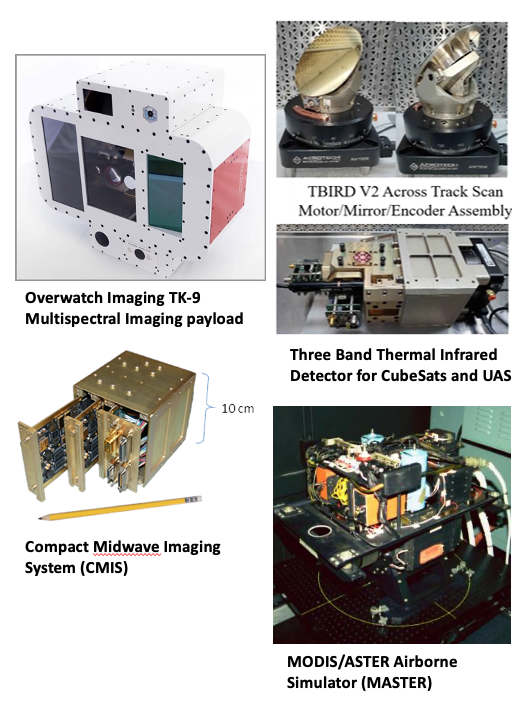 TBIRD V2 Across Track Scan
Motor/Mirror/Encoder Assembly
Overwatch Imaging TK-9
Multispectral Imaging payload
Three Band Thermal Infrared
Detector for CubeSats and UAS
10 cm
Compact Midwave Imaging
System (CMIS)
MODIS/ASTER Airborne
Simulator (MASTER)